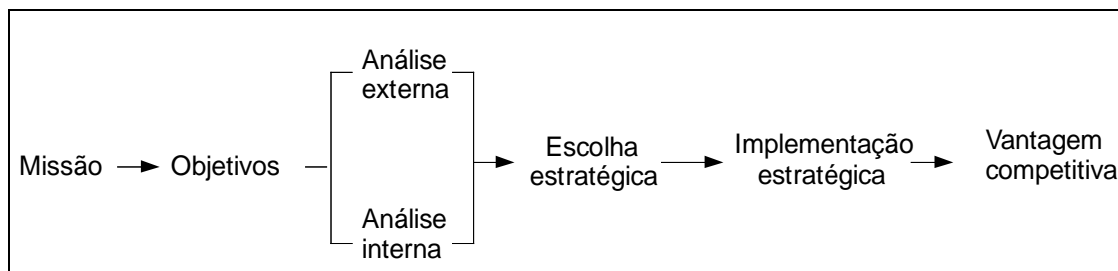 Missão
Objetivos
Análise
externa
Análise
interna
Escolha
estratégica
Implementação
estratégica
Vantagem
competitiva